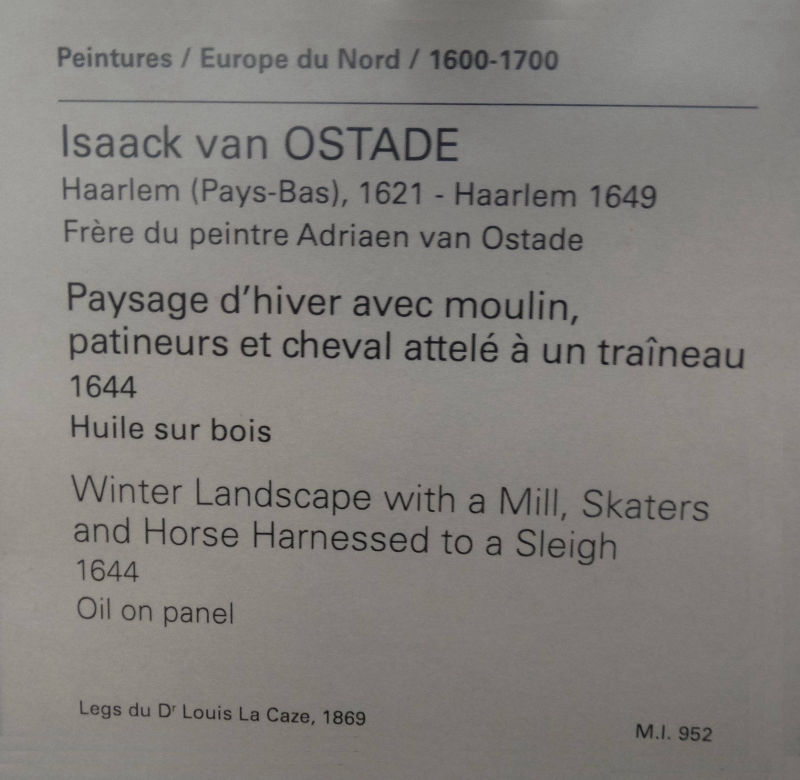 Peintures / Europe du Nord / 1600-1700
Isaack van OSTADE
Haarlem (Pays-Bas), 1621 - Haarlem 1649
Frère du peintre Adriaen van Ostade
Paysage d'hiver avec moulin,
patineurs et cheval attelé à un traîneau
1644
Huile sur bois
Winter Landscape with a Mill, Skaters
and Horse Harnessed to a Sleigh
1644
Oil on panel
Legs du Dʳ Louis La Caze, 1869
M.I. 952